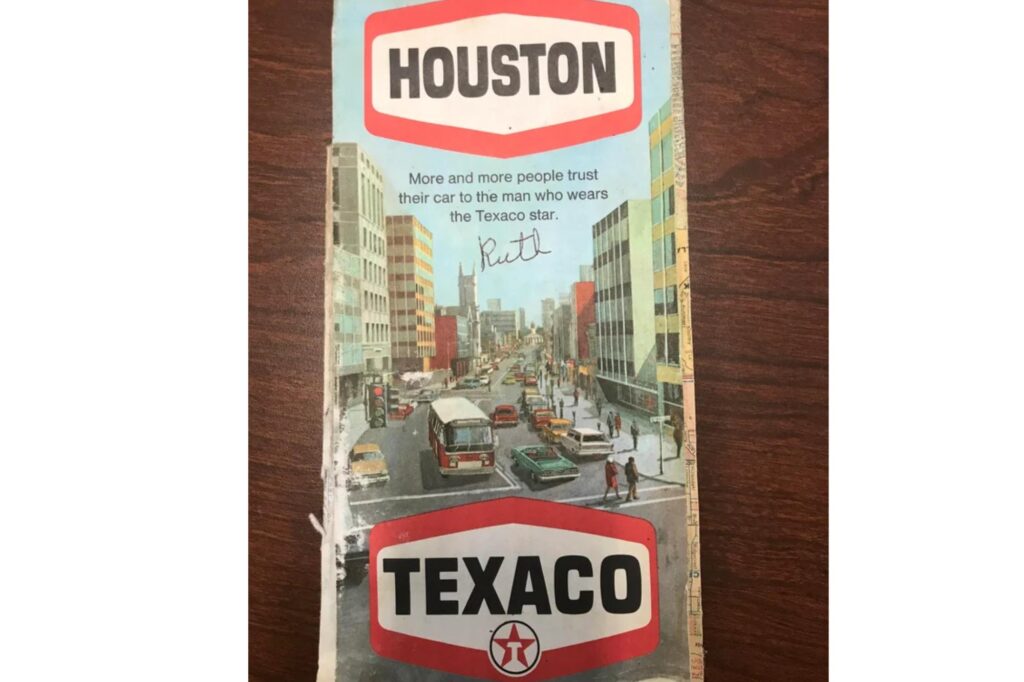 HOUSTON
More and more people trust
their car to the man who wears
the Texaco star.
Ruth
TEXACO
T